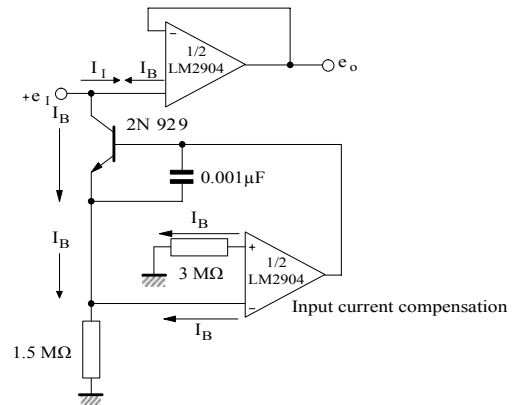 1/2
LM2904
−
e o
I I
I B
+e I
I B
2N 929
0.001µF
I B
I B
3 MΩ
+
1/2
LM2904
−
Input current compensation
I B
1.5 MΩ